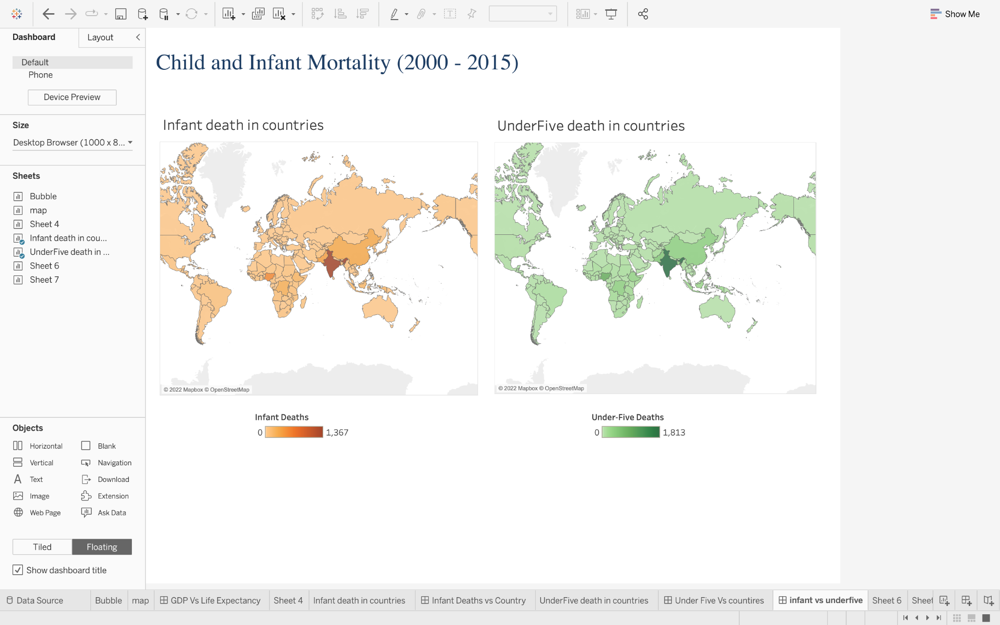 Show Me
Dashboard
Layout
Default
Phone
Device Preview
Size
Desktop Browser (1000 x 8...
Sheets
Bubble
map
Sheet 4
Infant death in cou...
UnderFive death in ...
Sheet 6
Sheet 7
Objects
Horizontal
Blank
Vertical
Navigation
Text
Download
Image
Extension
Web Page
Ask Data
Tiled
Floating
Show dashboard title
Child and Infant Mortality (2000 - 2015)
Infant death in countries
© 2022 Mapbox © OpenStreetMap
Infant Deaths
0 1,367
UnderFive death in countries
© 2022 Mapbox © OpenStreetMap
Under-Five Deaths
0 1,813
Data Source
Bubble
map
GDP Vs Life Expectancy
Sheet 4
Infant death in countries
Infant Deaths vs Country
UnderFive death in countries
Under Five Vs countires
infant vs underfive
Sheet 6
Sheet